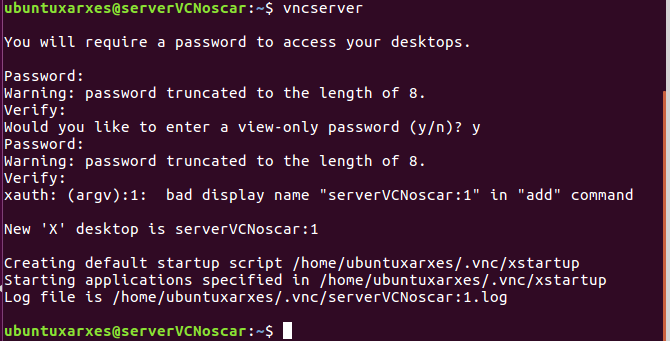 ubuntuxarxes@serverVCNoscar:~$ vncserver
You will require a password to access your desktops.
Password:
Warning: password truncated to the length of 8.
Verify:
Would you like to enter a view-only password (y/n)? y
Password:
Warning: password truncated to the length of 8.
Verify:
xauth: (argv):1:  bad display name "serverVCNoscar:1" in "add" command
New 'X' desktop is serverVCNoscar:1
Creating default startup script /home/ubuntuxarxes/.vnc/xstartup
Starting applications specified in /home/ubuntuxarxes/.vnc/xstartup
Log file is /home/ubuntuxarxes/.vnc/serverVCNoscar:1.log
ubuntuxarxes@serverVCNoscar:~$